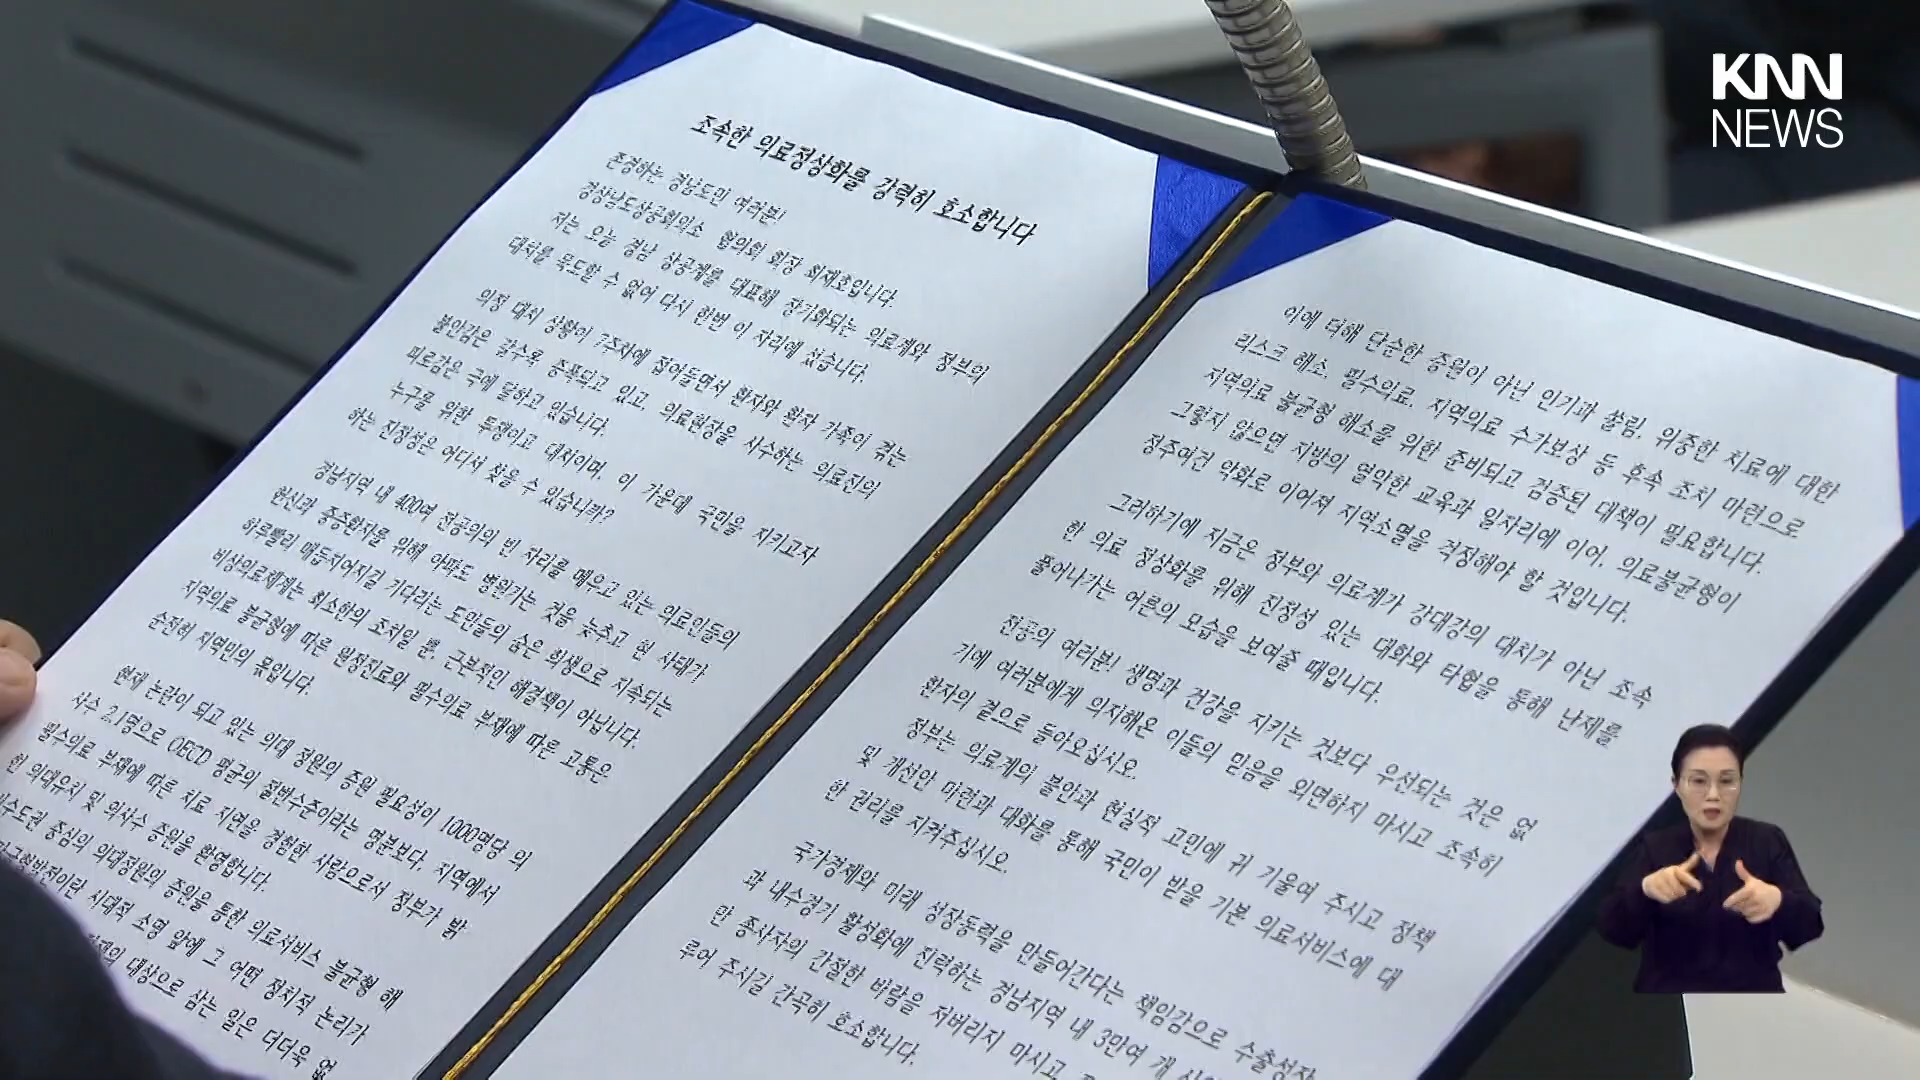 KNN
NEWS
조속한 의료정상화를 강력히 호소합니다
존경하는 경남도민 여러분!
경상남도상공회의소 협의회 회장 최재호입니다.
저는 오늘 경남 상공계를 대표해 장기화되는 의료계와 정부의
대치를 묵도할 수 없어 다시 한번 이 자리에 섰습니다.
의정 대치 상황이 7주차에 접어들면서 환자와 환자 가족이 겪는
불안감은 갈수록 증폭되고 있고, 의료현장을 사수하는 의료진의
피로감은 극에 달하고 있습니다.
누구를 위한 투쟁이고 대치이며, 이 가운데 국민을 지키고자
하는 진정성은 어디서 찾을 수 있습니까?
경남지역 내 400여 전공의의 빈 자리를 메우고 있는 의료인들의
헌신과 중증환자를 위해 아파도 병원가는 것을 늦추고 현 사태가
하루빨리 매듭지어지길 기다리는 도민들의 숨은 희생으로 지속되는
비상의료체계는 최소한의 조치일 뿐, 근본적인 해결책이 아닙니다.
지역의료 불균형에 따른 원정진료와 필수의료 부재에 따른 고통은
순전히 지역민의 몫입니다.
현재 논란이 되고 있는 의대 정원의 증원 필요성이 1000명당 의
사수 2.1명으로 OECD 평균의 절반수준이라는 명분보다, 지역에서
필수의료 부재에 따른 치료 지연을 경험한 사람으로서 정부가 밝
힌 의대유치 및 의사수 증원을 환영합니다.
수도권 중심의 의대정원의 증원을 통한 의료서비스 불균형 해
시대적 소명 앞에 그 어떤 정치적 논리가
대상으로 삼는 일은 더더욱 없
이에 더해 단순한 증원이 아닌 인기과 쏠림, 위중한 치료에 대한
리스크 해소, 필수의료, 지역의료 수가보상 등 후속 조치 마련으로
지역의료 불균형 해소를 위한 준비되고 검증된 대책이 필요합니다.
그렇지 않으면 지방의 열악한 교육과 일자리에 이어, 의료불균형이
정주여건 악화로 이어져 지역소멸을 걱정해야 할 것입니다.
그러하기에 지금은 정부와 의료계가 강대강의 대치가 아닌 조속
한 의료 정상화를 위해 진정성 있는 대화와 타협을 통해 난제를
풀어나가는 어른의 모습을 보여줄 때입니다.
전공의 여러분! 생명과 건강을 지키는 것보다 우선되는 것은 없
기에 여러분에게 의지해온 이들의 믿음을 외면하지 마시고 조속히
환자의 곁으로 돌아오십시오.
정부는 의료계의 불안과 현실적 고민에 귀 기울여 주시고 정책
및 개선안 마련과 대화를 통해 국민이 받을 기본 의료서비스에 대
한 권리를 지켜주십시오.
국가경제와 미래 성장동력을 만들어간다는 책임감으로 수출성장
과 내수경기 활성화에 진력하는 경남지역 내 3만여 개
만 종사자의 간절한 바람을 저버리지 마시고,
루어 주시길 간곡히 호소합니다.